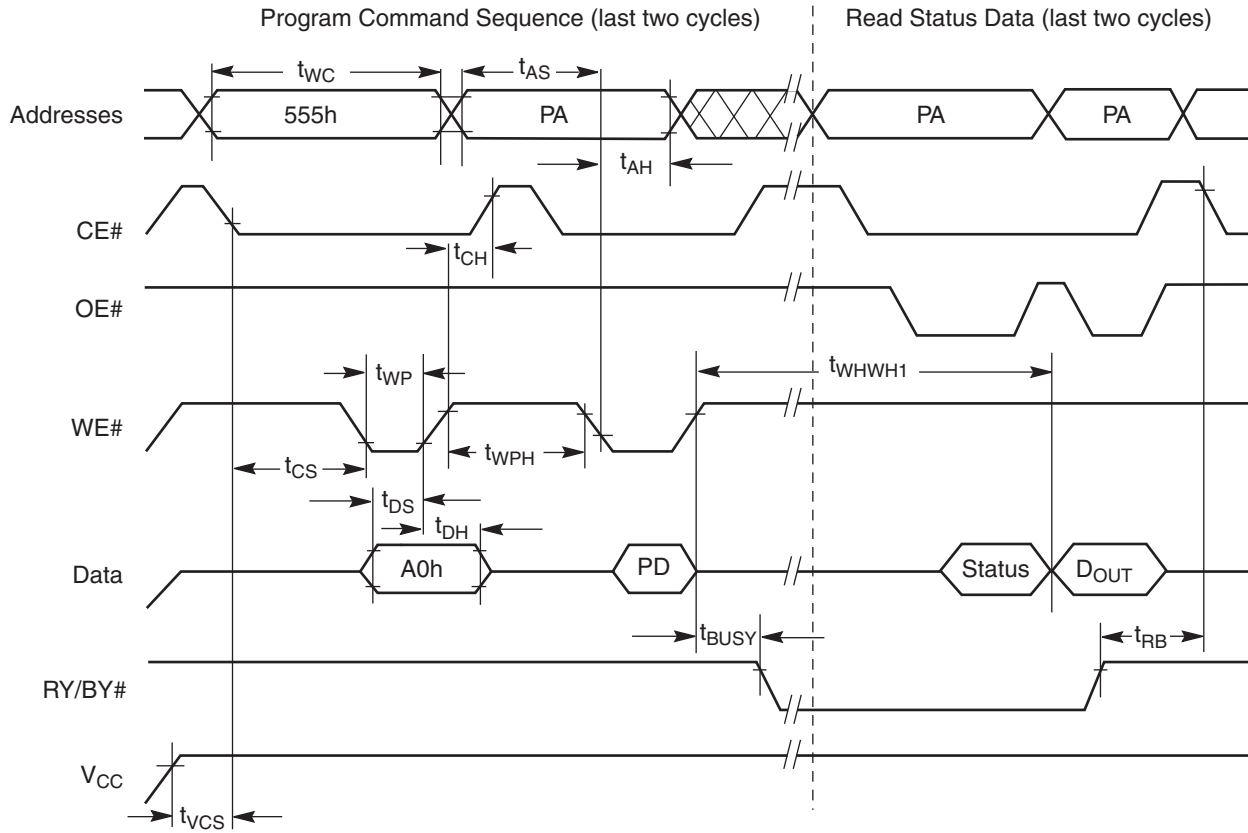 Program Command Sequence (last two cycles)
Read Status Data (last two cycles)
tWC
tAS
Addresses
555h
PA
PA
PA
tAH
CE#
tCH
OE#
tWHWH1
tWP
WE#
tWPH
tCS
tDS
tDH
Data
A0h
PD
Status
DOUT
tBUSY
tRB
RY/BY#
VCC
tVCS